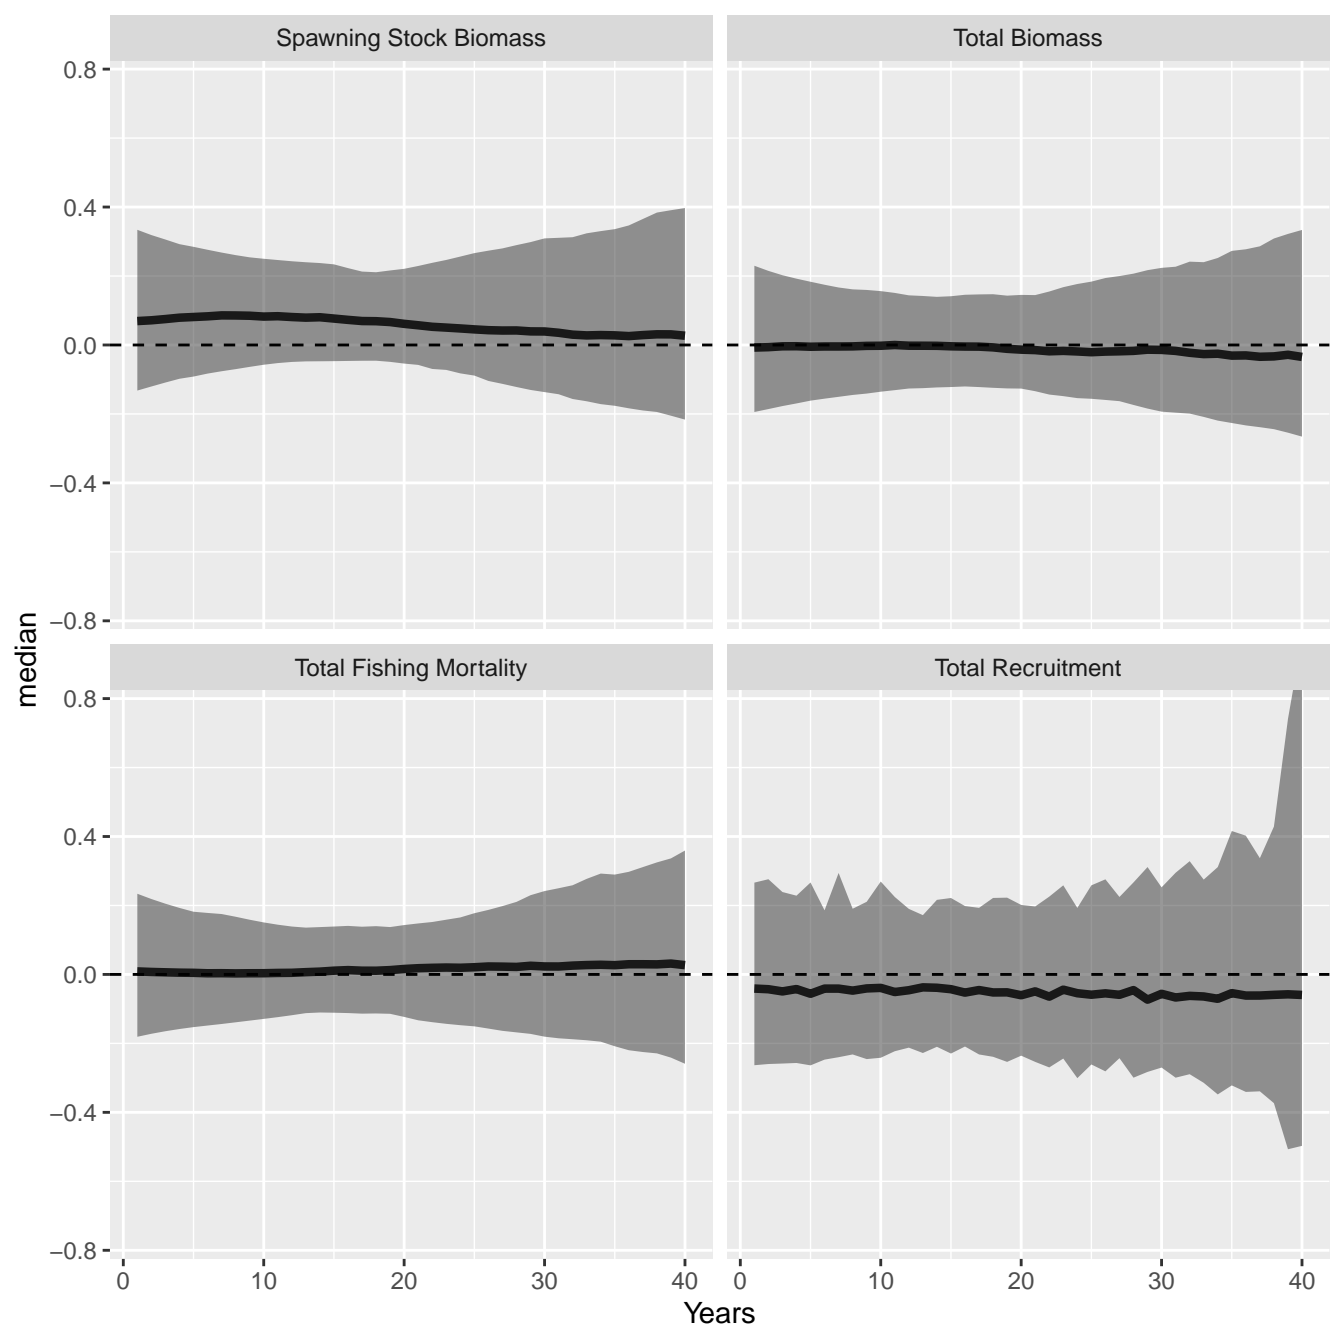 Spawning Stock Biomass
Total Biomass
0.8
0.4
0.0
−0.4
−0.8
median
Total Fishing Mortality
Total Recruitment
0.8
0.4
0.0
−0.4
−0.8
0 10 20 30 40
0 10 20 30 40
Years